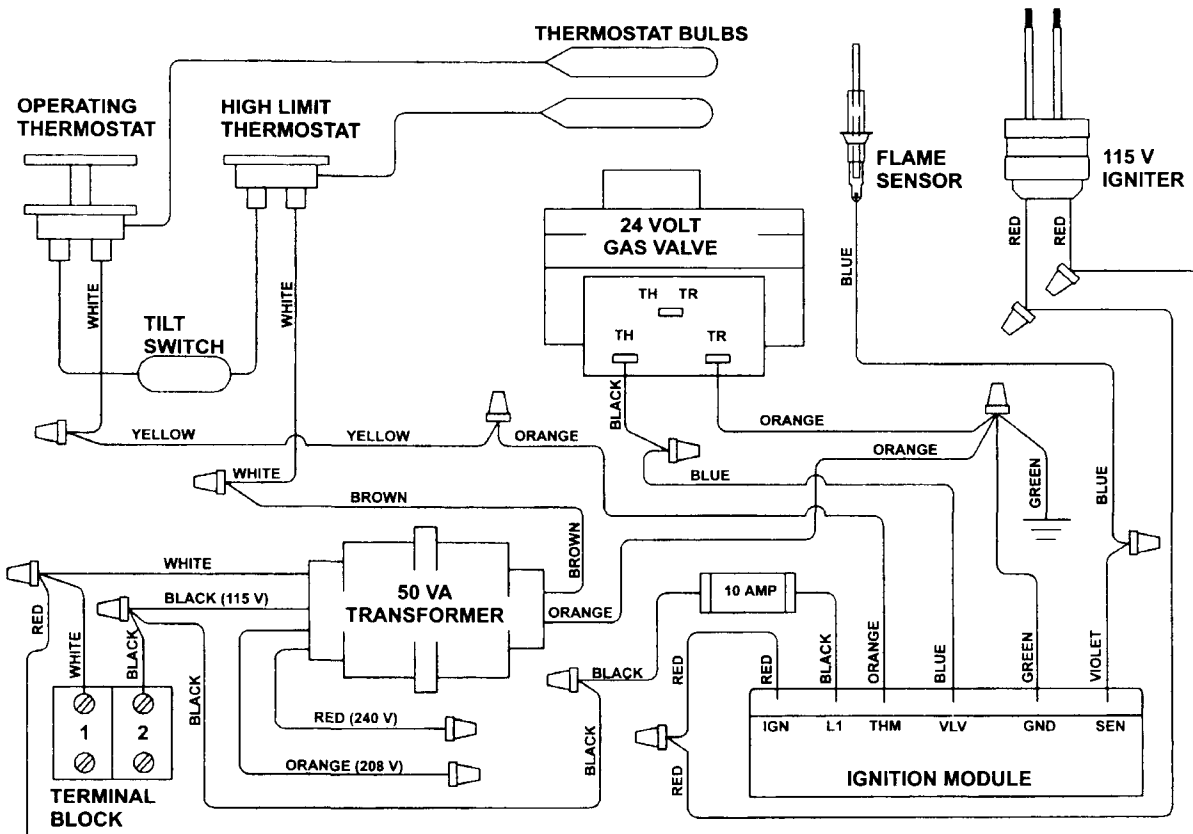 THERMOSTAT BULBS
OPERATING
THERMOSTAT
HIGH LIMIT
THERMOSTAT
FLAME
SENSOR
115 V
IGNITER
RED
RED
24 VOLT
GAS VALVE
BLUE
WHITE
WHITE
TH TR
TH
TR
TILT
SWITCH
BLACK
ORANGE
YELLOW
YELLOW
ORANGE
ORANGE
WHITE
BLUE
GREEN
BLUE
BROWN
BROWN
WHITE
50 VA
TRANSFORMER
BLACK (115 V)
ORANGE
10 AMP
RED
WHITE
BLACK
BLACK
BLACK
RED
RED
BLACK
ORANGE
BLUE
GREEN
VIOLET
RED (240 V)
1
2
IGN
L1
THM
VLV
GND
SEN
BLACK
RED
ORANGE (208 V)
IGNITION MODULE
TERMINAL
BLOCK